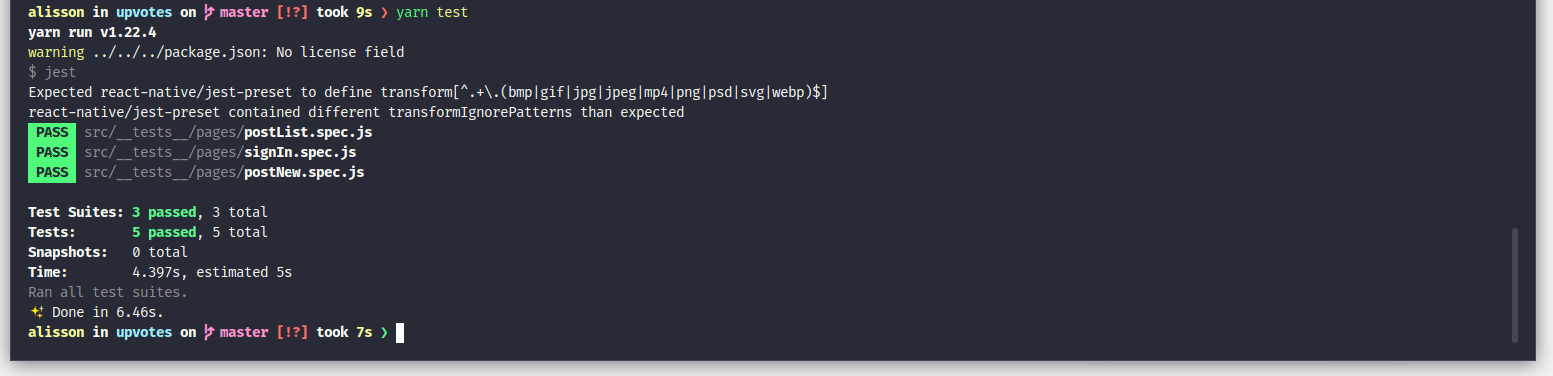 alisson in upvotes on master [!?] took 9s ❯ yarn test
yarn run v1.22.4
warning ../../../package.json: No license field
$ jest
Expected react-native/jest-preset to define transform[^.+\.(bmp|gif|jpg|jpeg|mp4|png|psd|svg|webp)$]
react-native/jest-preset contained different transformIgnorePatterns than expected
PASS src/__tests__/pages/postList.spec.js
PASS src/__tests__/pages/signIn.spec.js
PASS src/__tests__/pages/postNew.spec.js
Test Suites: 3 passed, 3 total
Tests: 5 passed, 5 total
Snapshots: 0 total
Time: 4.397s, estimated 5s
Ran all test suites.
✨ Done in 6.46s.
alisson in upvotes on master [!?] took 7s ❯